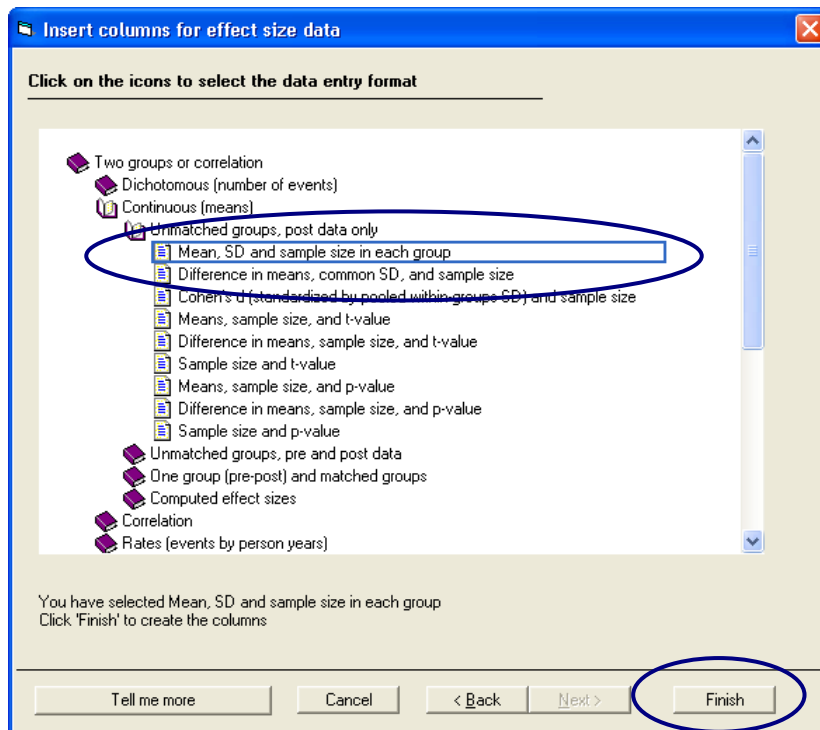 Insert columns for effect size data
Click on the icons to select the data entry format
Two groups or correlation
Dichotomous (number of events)
Continuous (means)
Unmatched groups, post data only
Mean, SD and sample size in each group
Difference in means, common SD, and sample size
Cohen's d (standardized by pooled within-groups SD) and sample size
Means, sample size, and t-value
Difference in means, sample size, and t-value
Sample size and t-value
Means, sample size, and p-value
Difference in means, sample size, and p-value
Sample size and p-value
Unmatched groups, pre and post data
One group (pre-post) and matched groups
Computed effect sizes
Correlation
Rates (events by person years)
You have selected Mean, SD and sample size in each group
Click 'Finish' to create the columns
Tell me more Cancel < Back Next > Finish